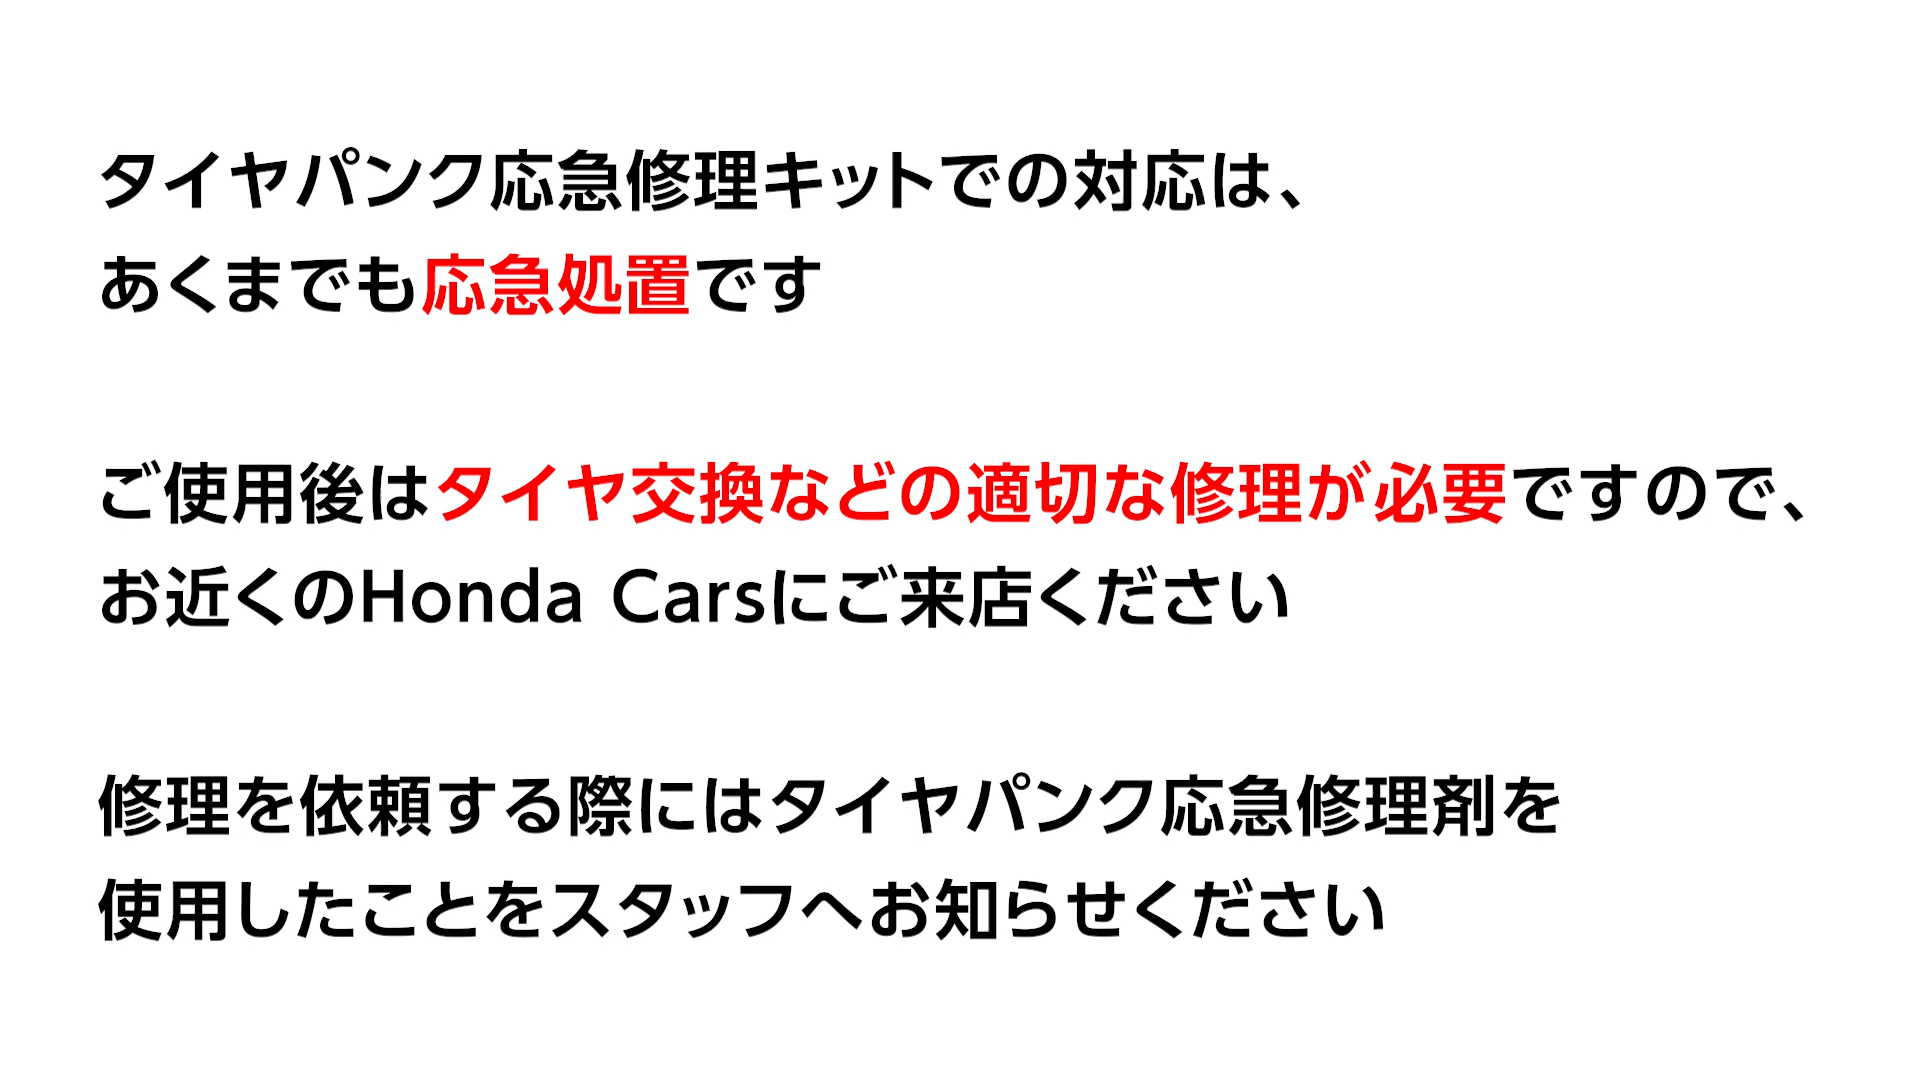 タイヤパンク応急修理キットでの対応は、
あくまでも応急処置です
ご使用後はタイヤ交換などの適切な修理が必要ですので、
お近くのHonda Carsにご来店ください
修理を依頼する際にはタイヤパンク応急修理剤を
使用したことをスタッフへお知らせください